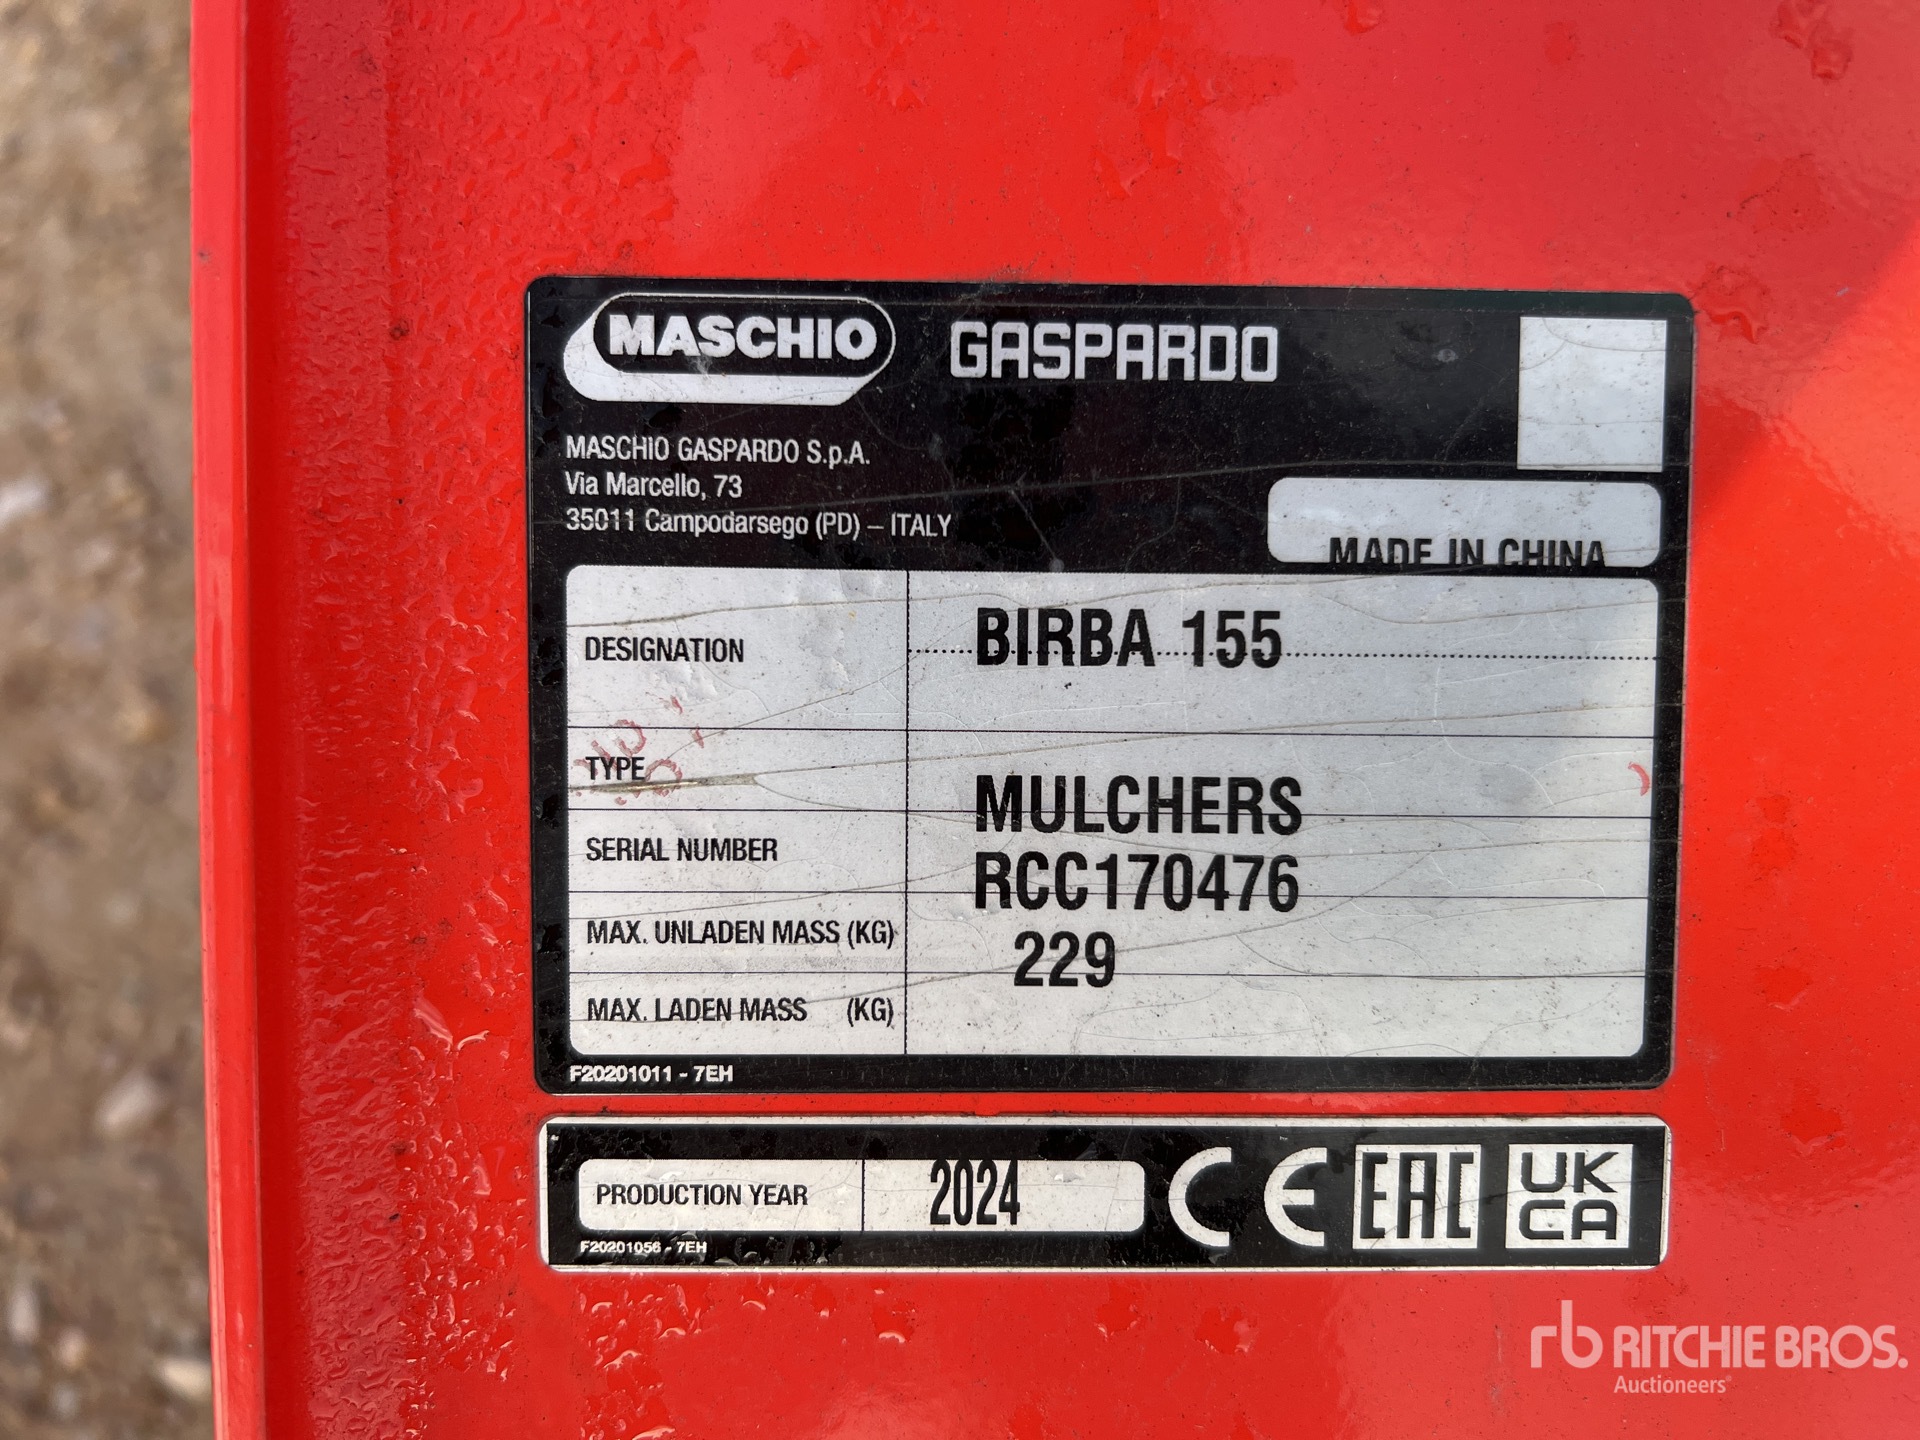 MASCHIO GASPARDO
MASCHIO GASPARDO S.p.A.
Via Marcello, 73
35011 Campodarsego (PD) – ITALY
MADE IN CHINA
DESIGNATION BIRBA 155
TYPE MULCHERS
SERIAL NUMBER RCC170476
MAX. UNLADEN MASS (KG) 229
MAX. LADEN MASS (KG)
F20201011 - 7EH
PRODUCTION YEAR 2024
CE EAC UK CA
F20201056 - 7EH
rb RITCHIE BROS.
Auctioneers